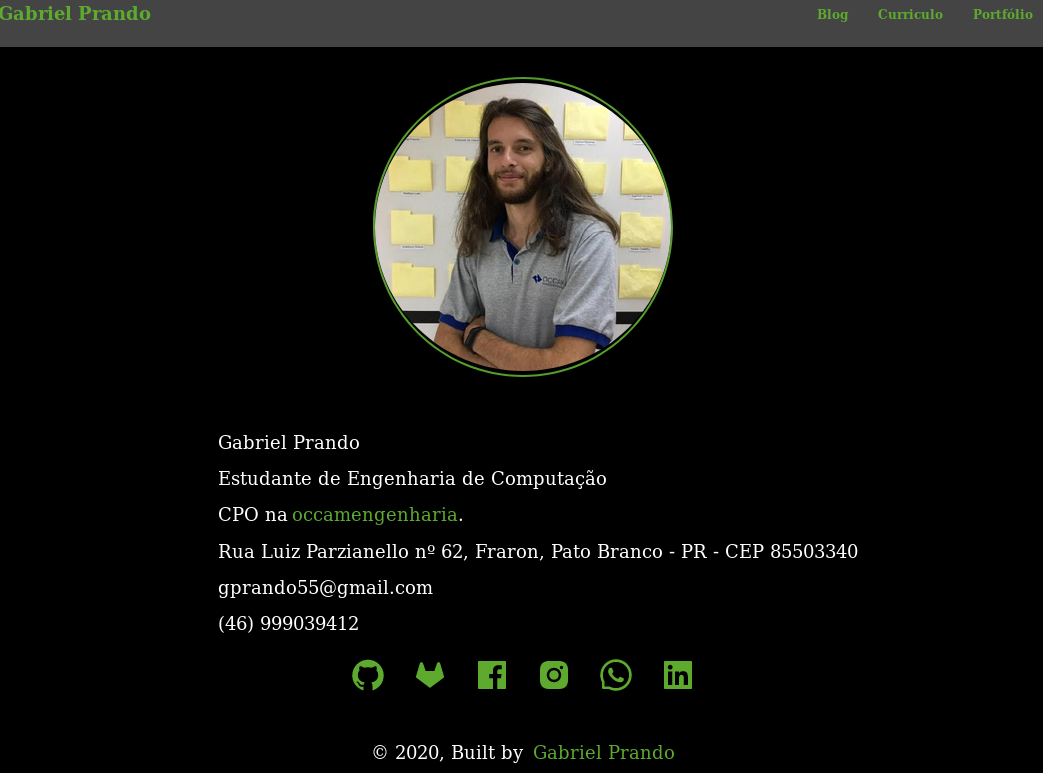 Gabriel Prando
Blog Curriculo Portfólio
Gabriel Prando
Estudante de Engenharia de Computação
CPO na occamengenharia.
Rua Luiz Parzianello nº 62, Fraron, Pato Branco - PR - CEP 85503340
gprando55@gmail.com
(46) 999039412
© 2020, Built by Gabriel Prando